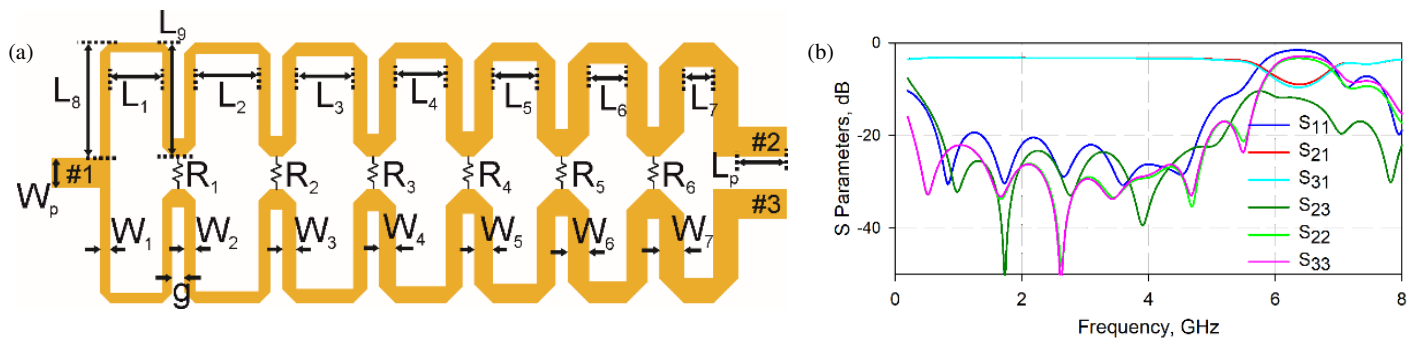 (a)
L9
L8
L1 L2 L3 L4 L5 L6 L7
#1
#2
#3
Wp
Lp
R1 R2 R3 R4 R5 R6
W1 W2 W3 W4 W5 W6 W7
g
(b)
S Parameters, dB
0
-20
-40
S11
S21
S31
S23
S22
S33
0 2 4 6 8
Frequency, GHz